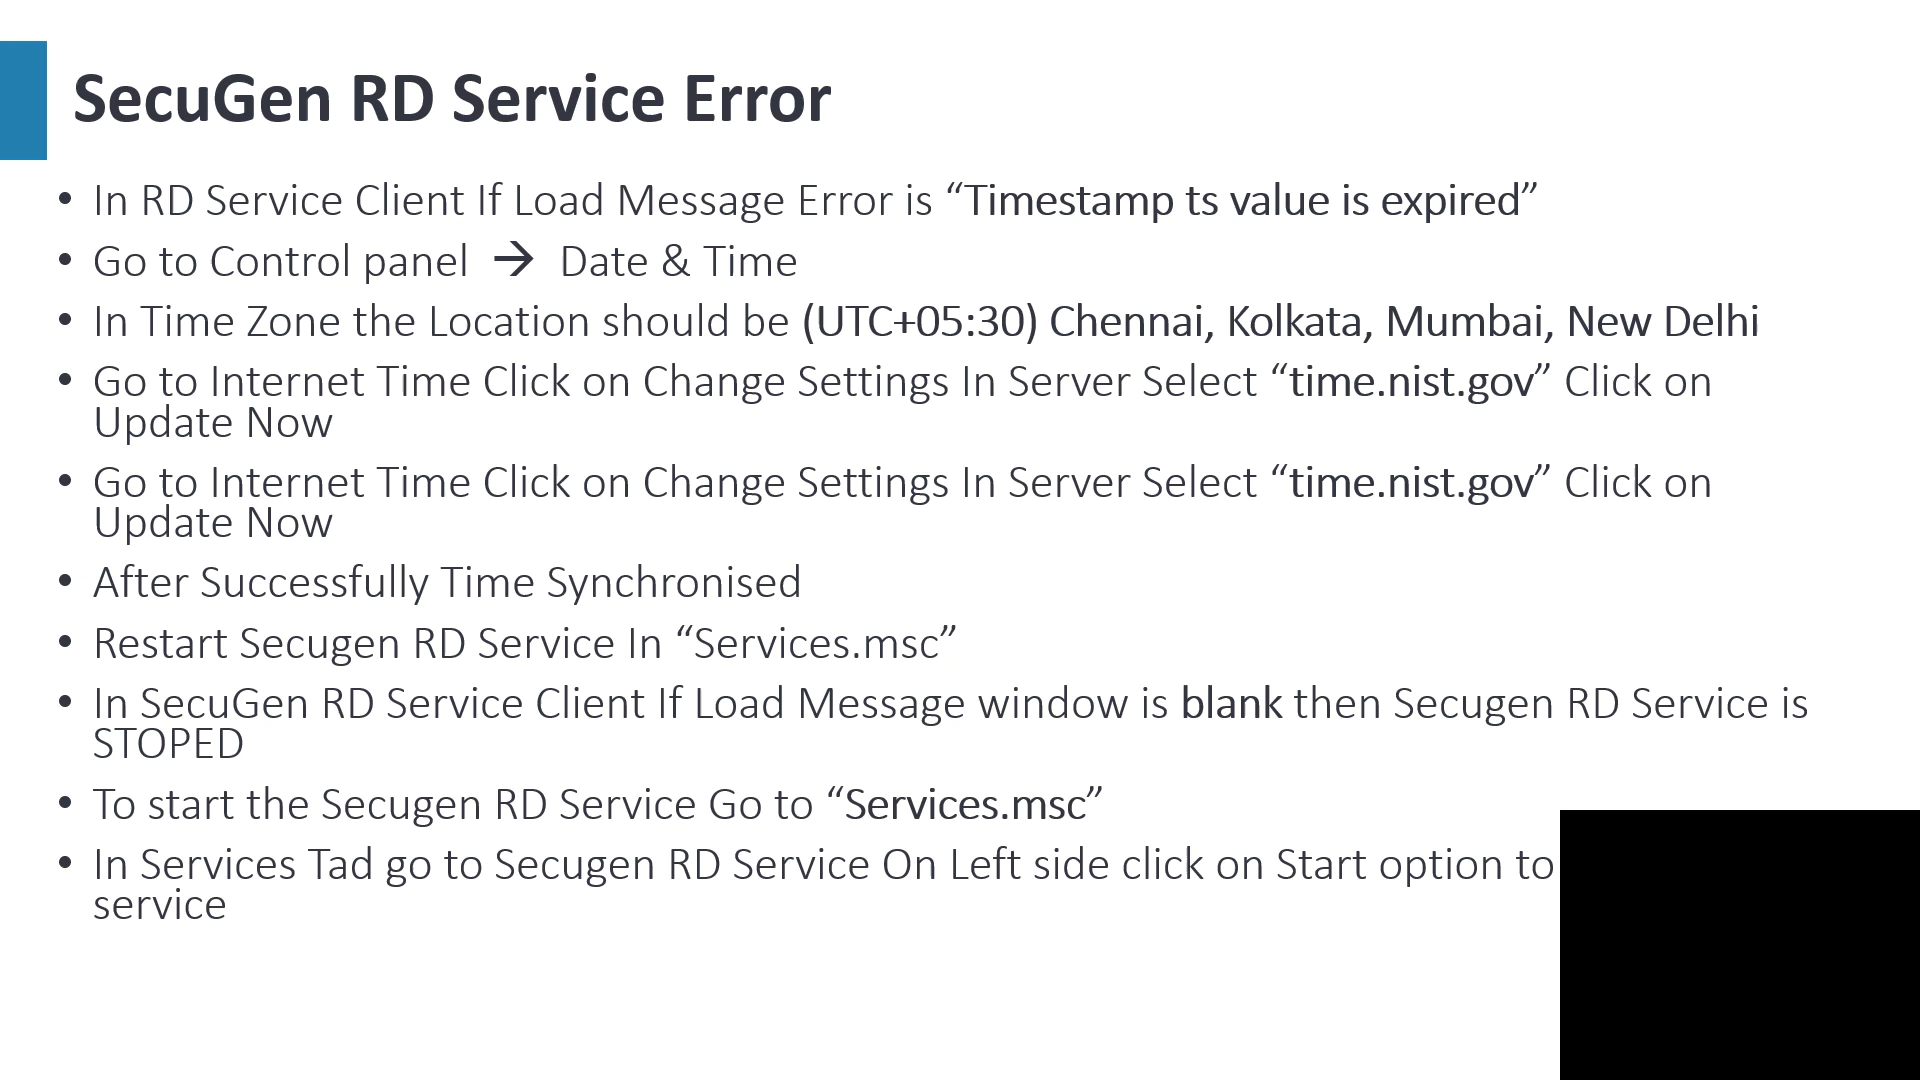 SecuGen RD Service Error
• In RD Service Client If Load Message Error is “Timestamp ts value is expired”
• Go to Control panel → Date & Time
• In Time Zone the Location should be (UTC+05:30) Chennai, Kolkata, Mumbai, New Delhi
• Go to Internet Time Click on Change Settings In Server Select “time.nist.gov” Click on
Update Now
• Go to Internet Time Click on Change Settings In Server Select “time.nist.gov” Click on
Update Now
• After Successfully Time Synchronised
• Restart Secugen RD Service In “Services.msc”
• In SecuGen RD Service Client If Load Message window is blank then Secugen RD Service is
STOPED
• To start the Secugen RD Service Go to “Services.msc”
• In Services Tad go to Secugen RD Service On Left side click on Start option to
service